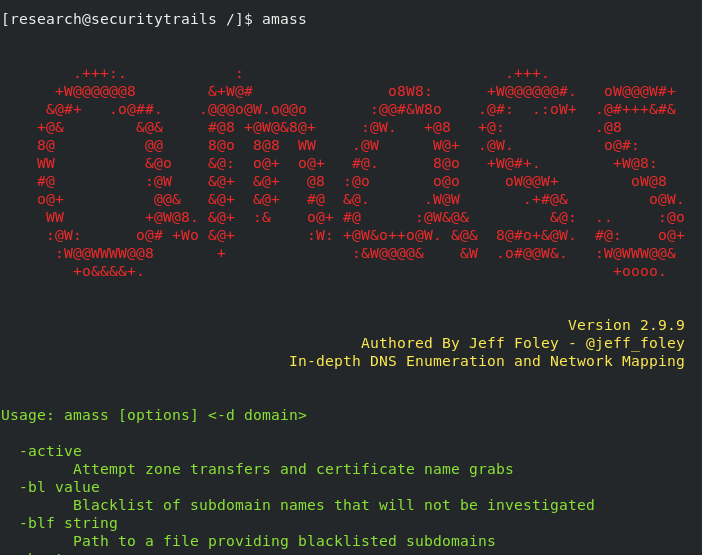 [research@securitytrails /]$ amass
        .+++:.            :                             .+++.
      +W@@@@@@8        &+W@#               o8W8:      +W@@@@@@#.   oW@@@W#+
     &@#+   .o@##.    .@@@o@W.o@@o       :@@#&W8o    .@#:  .:oW+  .@#+++&#&
    +@&        &@&     #@8 +@W@&8@+     :@W.   +@8   +@:          .@8
    8@          @@     8@o  8@8  WW    .@W      W@+  .@W.          o@#:
    WW          &@o    &@:  o@+  o@+   #@.      8@o   +W@#+.        +W@8:
    #@          :@W    &@+  &@+   @8  :@o       o@o     oW@@W+        oW@8
    o@+          @@&   &@+  &@+   #@  &@.      .W@W       .+#@&         o@W.
     WW         +@W@8. &@+  :&    o@+ #@      :@W&@&         &@:  ..     :@o
     :@W:      o@# +Wo &@+        :W: +@W&o++o@W. &@&  8@#o+&@W.  #@:    o@+
      :W@@WWWW@@8       +              :&W@@@@&    &W  .o#@@W&.   :W@WWW@@&
        +o&&&&+.                                                    +oooo.
Version 2.9.9
Authored By Jeff Foley - @jeff_foley
In-depth DNS Enumeration and Network Mapping
Usage: amass [options] <-d domain>
-active
Attempt zone transfers and certificate name grabs
-bl value
Blacklist of subdomain names that will not be investigated
-blf string
Path to a file providing blacklisted subdomains